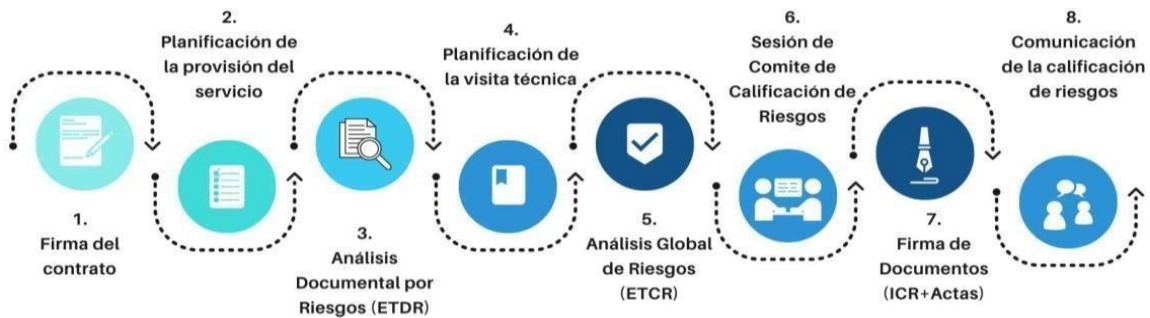 1.
Firma del
contrato
2.
Planificación de
la provisión del
servicio
3.
Análisis
Documental por
Riesgos (ETDR)
4.
Planificación de
la visita técnica
5.
Análisis Global
de Riesgos
(ETCR)
6.
Sesión de
Comite de
Calificación de
Riesgos
7.
Firma de
Documentos
(ICR+Actas)
8.
Comunicación
de la calificación
de riesgos